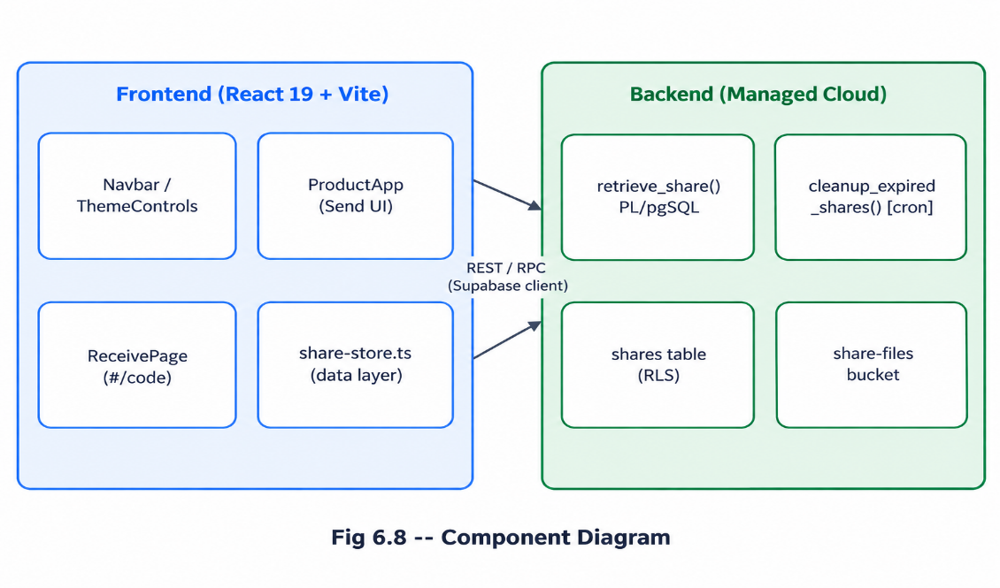 Frontend (React 19 + Vite)
Navbar /
ThemeControls
ProductApp
(Send UI)
ReceivePage
(#/code)
share-store.ts
(data layer)
REST / RPC
(Supabase client)
Backend (Managed Cloud)
retrieve_share()
PL/pgSQL
cleanup_expired
_shares() [cron]
shares table
(RLS)
share-files
bucket
Fig 6.8 -- Component Diagram